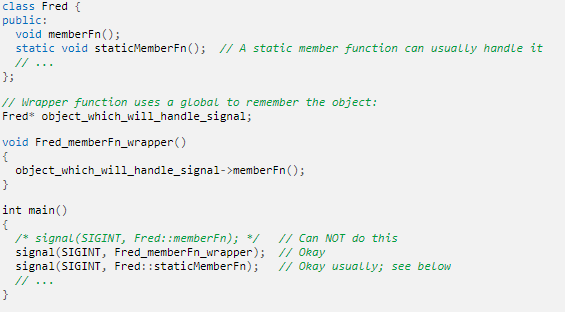 class Fred {
public:
  void memberFn();
  static void staticMemberFn();  // A static member function can usually handle it
  // ...
};

// Wrapper function uses a global to remember the object:
Fred* object_which_will_handle_signal;

void Fred_memberFn_wrapper()
{
  object_which_will_handle_signal->memberFn();
}

int main()
{
  /* signal(SIGINT, Fred::memberFn); */   // Can NOT do this
  signal(SIGINT, Fred_memberFn_wrapper);  // Okay
  signal(SIGINT, Fred::staticMemberFn);   // Okay usually; see below
  // ...
}